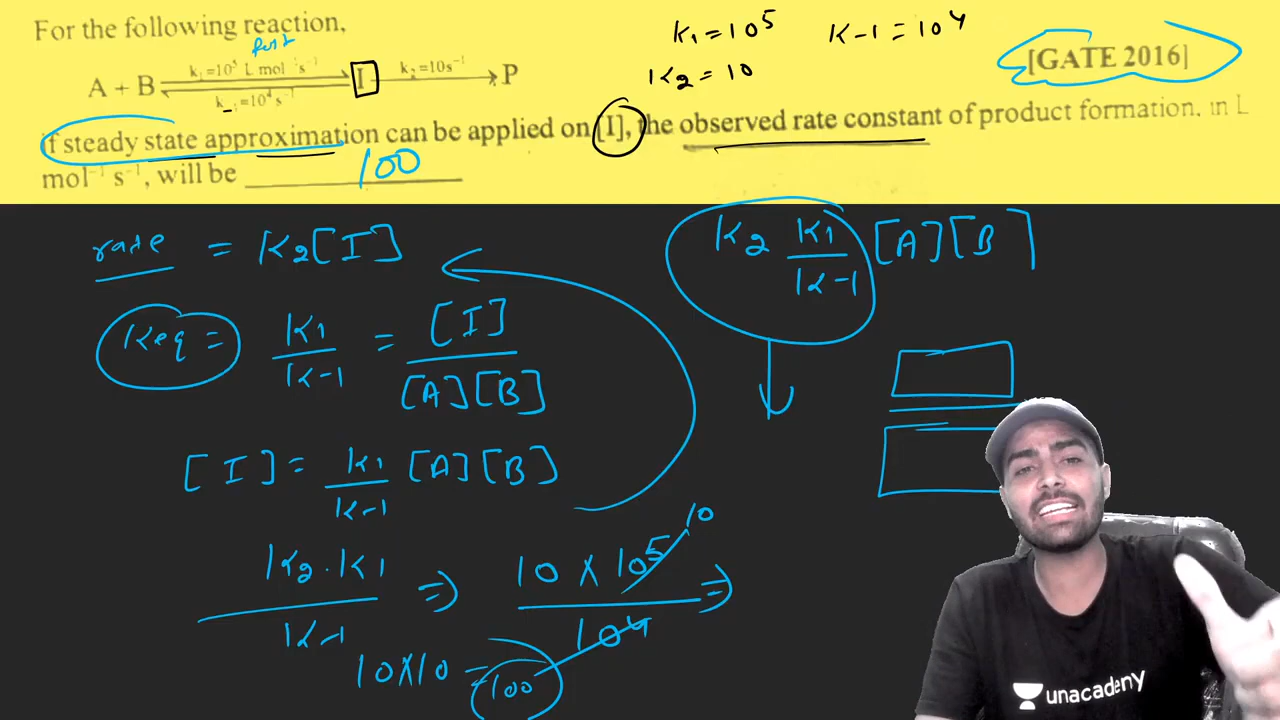 For the following reaction,
k₁ = 10⁵ K-1 = 10⁴
[GATE 2016]
fast
k₁=10⁵ L mol⁻¹s⁻¹
k₂=10s⁻¹
K₂ = 10
A + B I P
k₋₁=10⁴ s⁻¹
if steady state approximation can be applied on [I], the observed rate constant of product formation, in L
mol⁻¹ s⁻¹, will be 100
rate = K₂[I]
K₂ K₁/K-1 [A][B]
Keq = K₁/K-1 = [I]/[A][B]
[I] = K₁/K-1 [A][B]
K₂.K₁/K-1 ⇒ 10 × 10⁵/10⁴ ⇒
10
10×10 = 100
unacademy